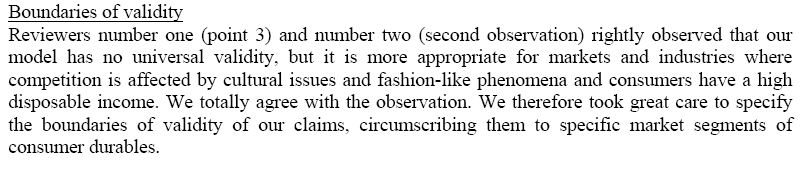 Boundaries of validity
Reviewers number one (point 3) and number two (second observation) rightly observed that our
model has no universal validity, but it is more appropriate for markets and industries where
competition is affected by cultural issues and fashion-like phenomena and consumers have a high
disposable income. We totally agree with the observation. We therefore took great care to specify
the boundaries of validity of our claims, circumscribing them to specific market segments of
consumer durables.